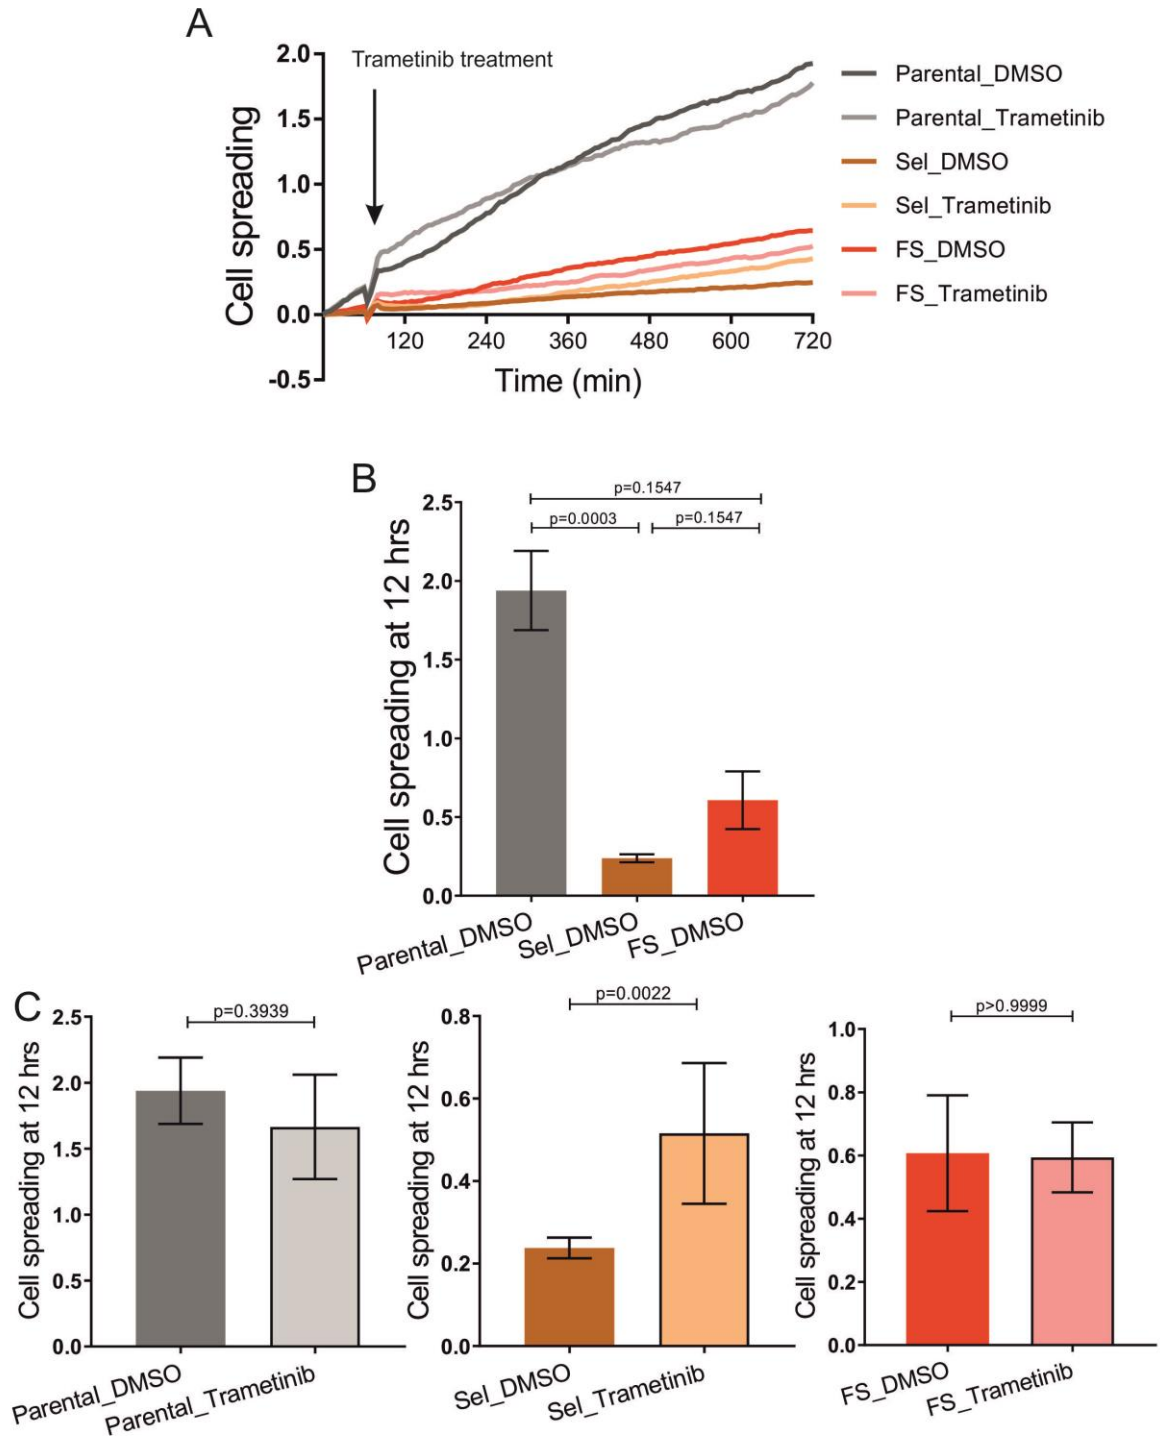 A
Trametinib treatment
Cell spreading
2.0
1.5
1.0
0.5
0.0
-0.5
120 240 360 480 600 720
Time (min)
Parental_DMSO
Parental_Trametinib
Sel_DMSO
Sel_Trametinib
FS_DMSO
FS_Trametinib
B
Cell spreading at 12 hrs
2.5
2.0
1.5
1.0
0.5
0.0
p=0.1547
p=0.0003
p=0.1547
Parental_DMSO
Sel_DMSO
FS_DMSO
C
Cell spreading at 12 hrs
2.5
2.0
1.5
1.0
0.5
0.0
p=0.3939
Parental_DMSO
Parental_Trametinib
Cell spreading at 12 hrs
0.8
0.6
0.4
0.2
0.0
p=0.0022
Sel_DMSO
Sel_Trametinib
Cell spreading at 12 hrs
1.0
0.8
0.6
0.4
0.2
0.0
p>0.9999
FS_DMSO
FS_Trametinib